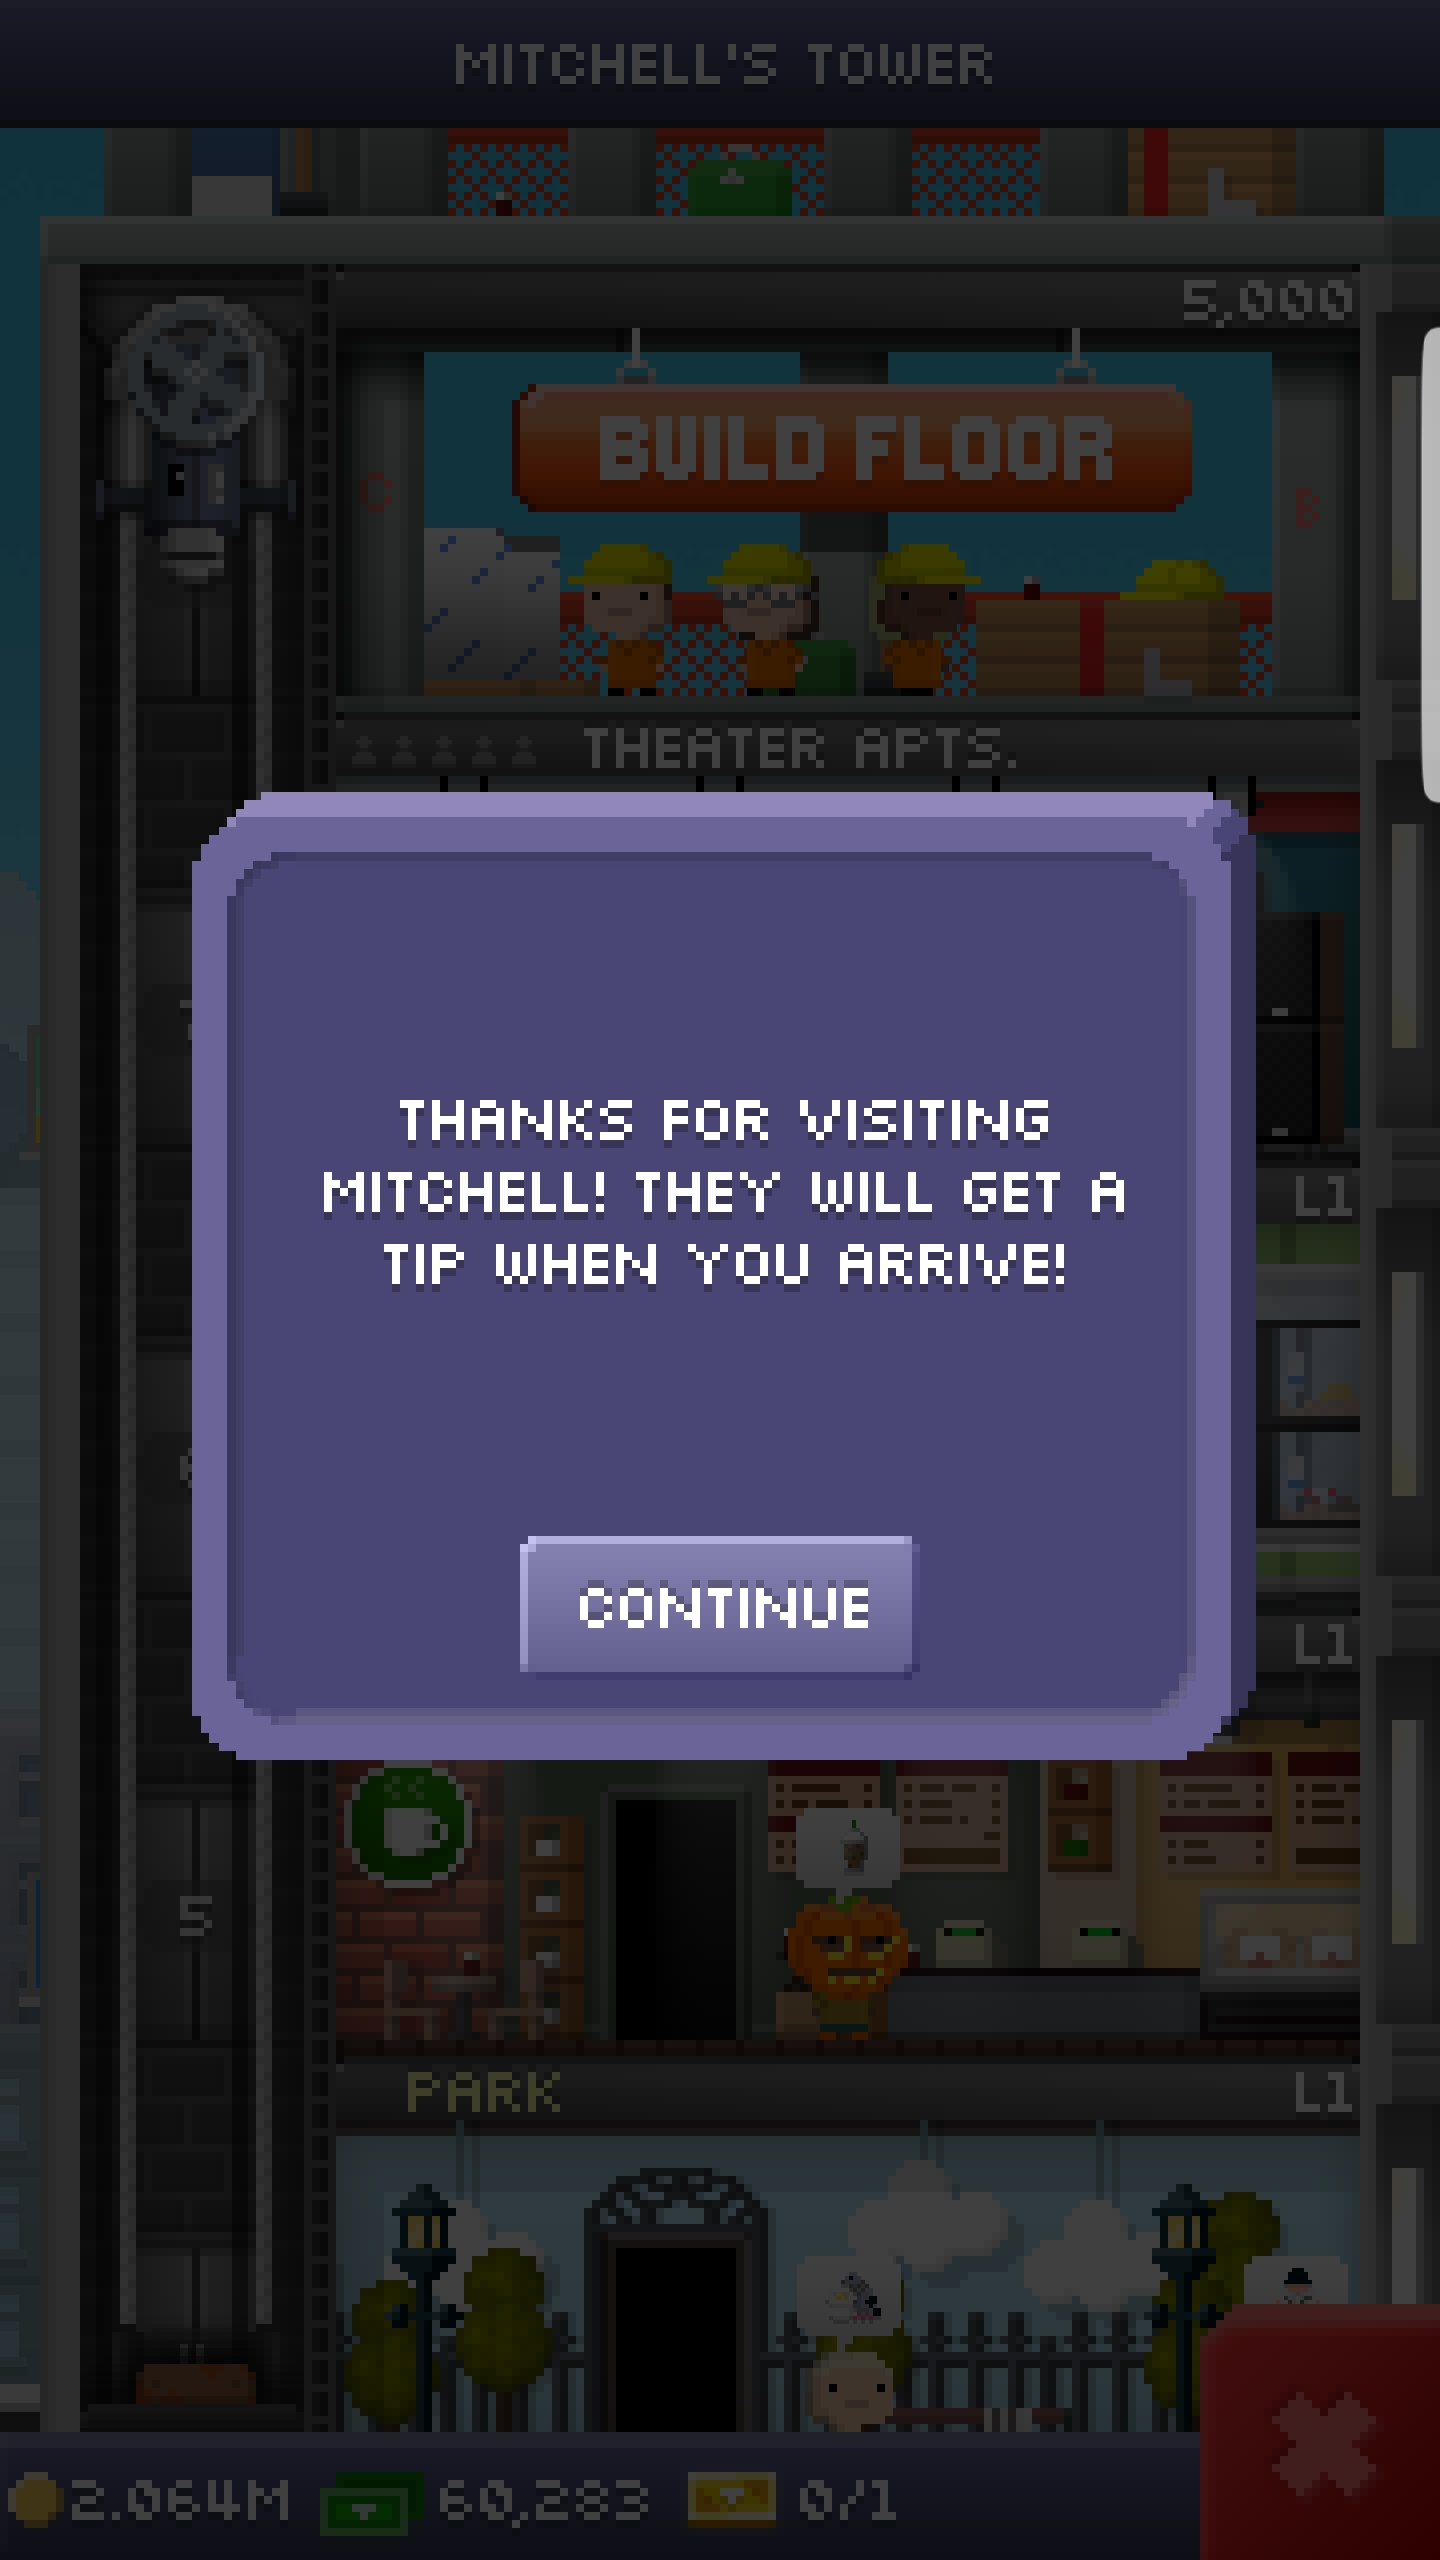 MITCHELL'S TOWER
5,000
BUILD FLOOR
C
B
THEATER APTS.
THANKS FOR VISITING
MITCHELL! THEY WILL GET A
TIP WHEN YOU ARRIVE!
L1
L1
CONTINUE
5
PARK
L1
2.064M
60,283
0/1